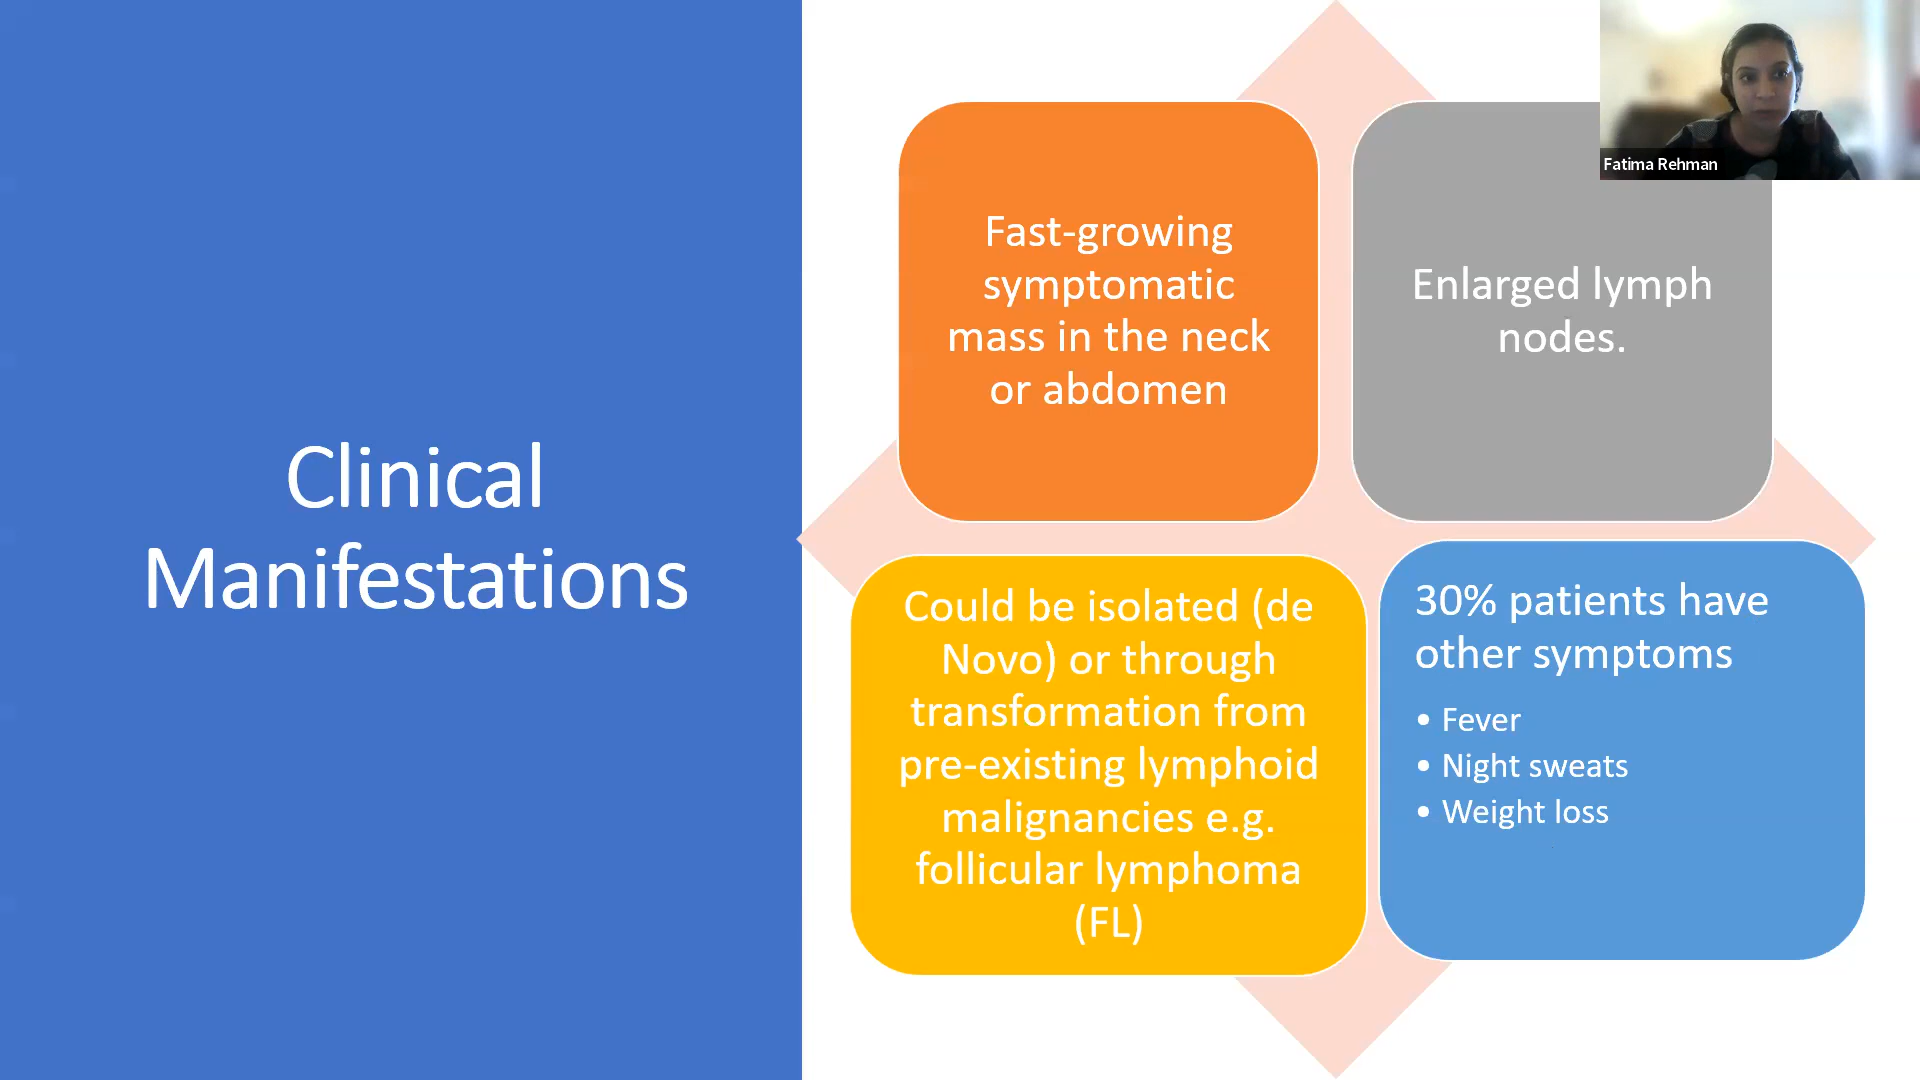 Clinical
Manifestations
Fast-growing
symptomatic
mass in the neck
or abdomen
Enlarged lymph
nodes.
Could be isolated (de
Novo) or through
transformation from
pre-existing lymphoid
malignancies e.g.
follicular lymphoma
(FL)
30% patients have
other symptoms
• Fever
• Night sweats
• Weight loss
Fatima Rehman